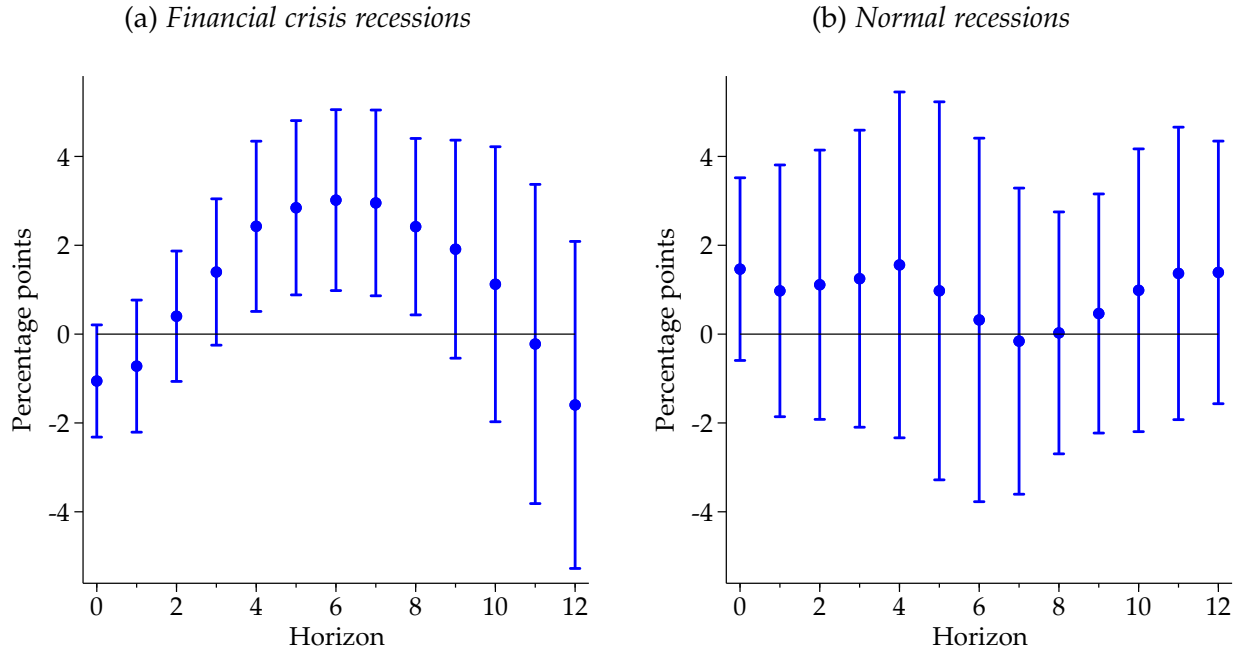 (a) Financial crisis recessions
Percentage points
4
2
0
-2
-4
0 2 4 6 8 10 12
Horizon
(b) Normal recessions
Percentage points
4
2
0
-2
-4
0 2 4 6 8 10 12
Horizon